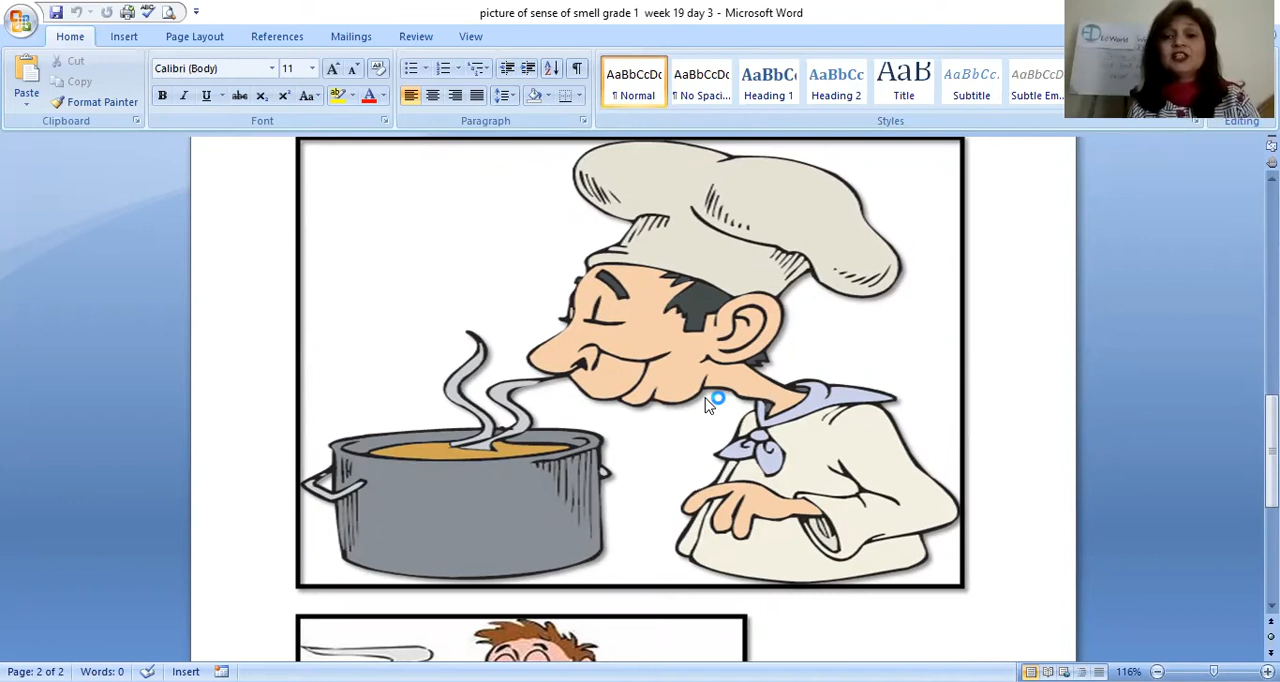 picture of sense of smell grade 1  week 19 day 3 - Microsoft Word
Home Insert Page Layout References Mailings Review View
Paste
Cut
Copy
Format Painter
Clipboard
Calibri (Body) 11
Font
Paragraph
AaBbCcDc AaBbCcDc AaBbCc AaBbCc AaB AaBbCc. AaBbCc.
¶ Normal ¶ No Spaci... Heading 1 Heading 2 Title Subtitle Subtle Em...
Styles
Editing
Page: 2 of 2 Words: 0 Insert 116%